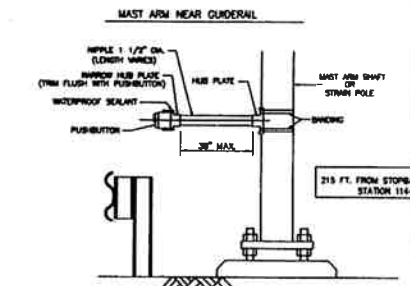 MAST ARM NEAR GUIDERAIL
NIPPLE 1 1/2" DIA.
(LENGTH VARIES)
NARROW HUB PLATE
(TRIM FLUSH WITH PUSHBUTTON)
WATERPROOF SEALANT
PUSHBUTTON
HUB PLATE
MAST ARM SHAFT
OR
STRAIN POLE
BANDING
38" MAX.
215 FT. FROM STOPBA
STATION 114